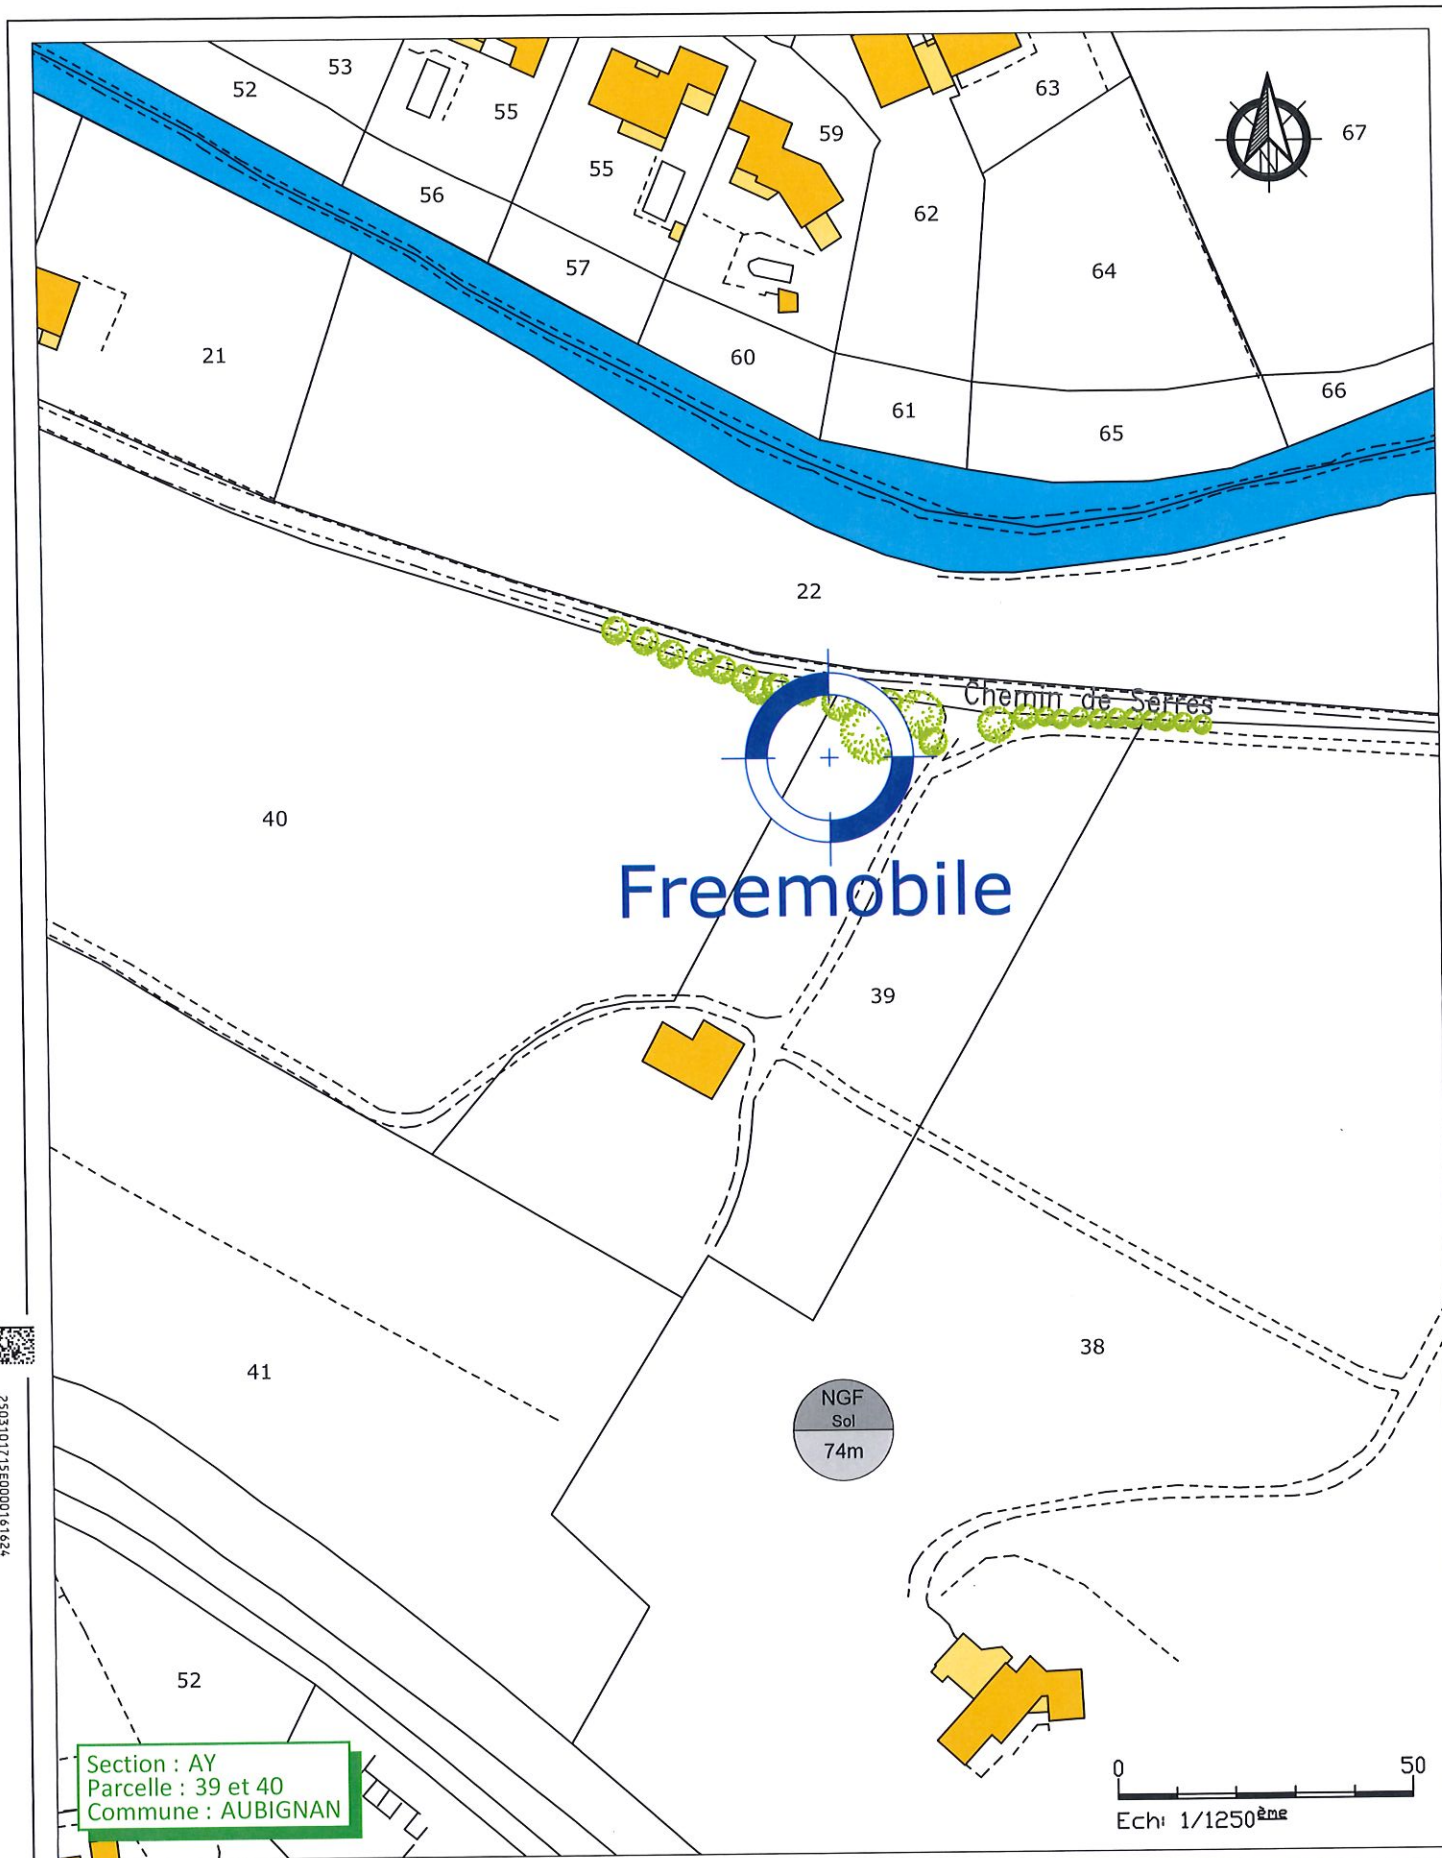 53
52
55
63
67
59
55
56
62
57
64
21
60
66
61
65
22
Chemin de Serres
40
Freemobile
39
38
41
NGF
Sol
74m
52
Section : AY
Parcelle : 39 et 40
Commune : AUBIGNAN
0 50
Ech: 1/1250ème
2503101715E0000161624